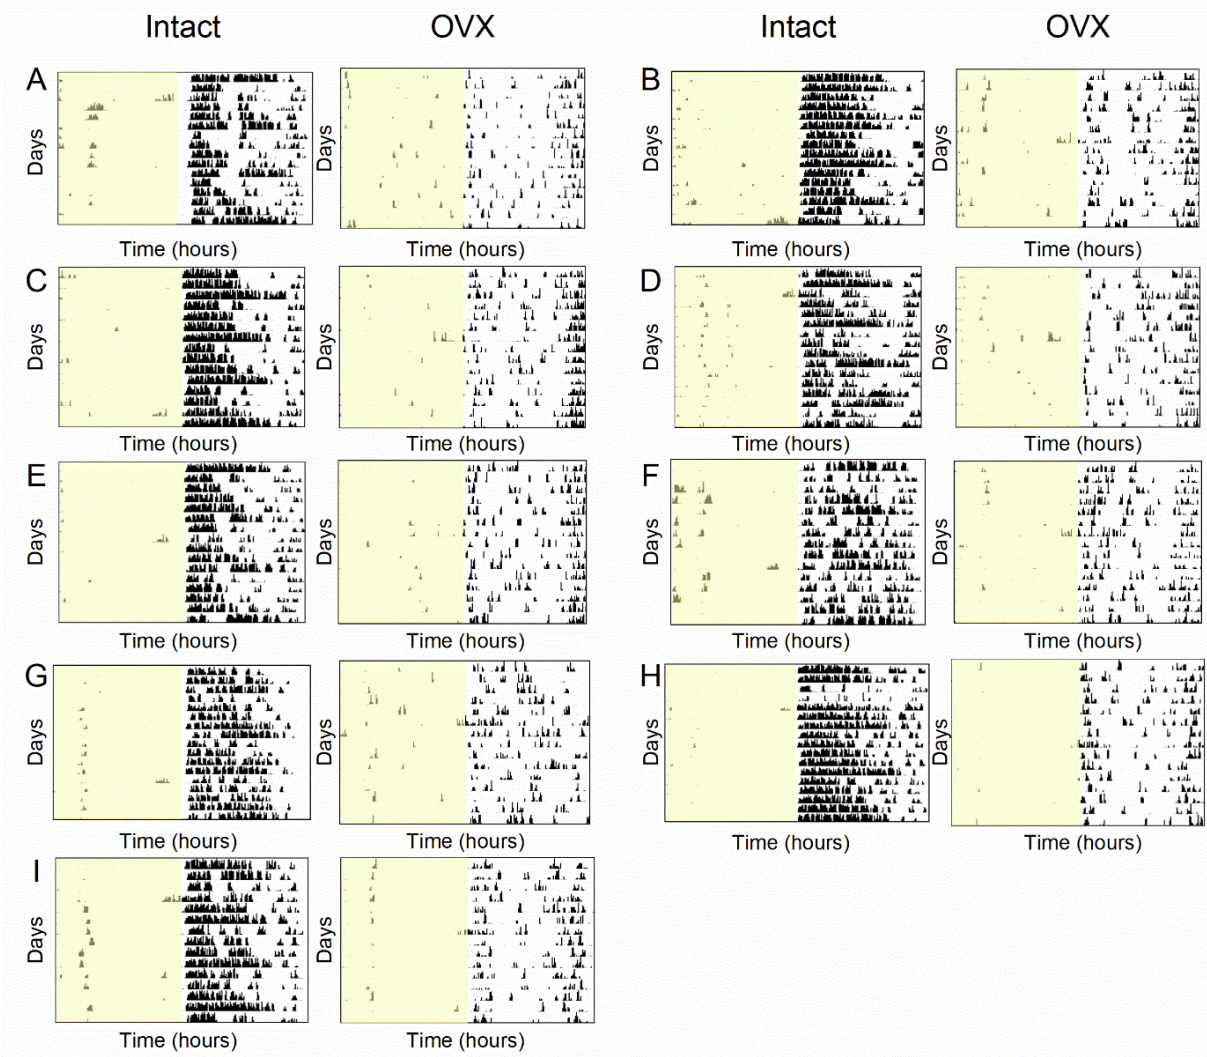 Intact OVX Intact OVX
A B
Days Days Days Days
Time (hours) Time (hours) Time (hours) Time (hours)
C D
Days Days Days Days
Time (hours) Time (hours) Time (hours) Time (hours)
E F
Days Days Days Days
Time (hours) Time (hours) Time (hours) Time (hours)
G H
Days Days Days Days
Time (hours) Time (hours) Time (hours) Time (hours)
I
Days Days
Time (hours) Time (hours)